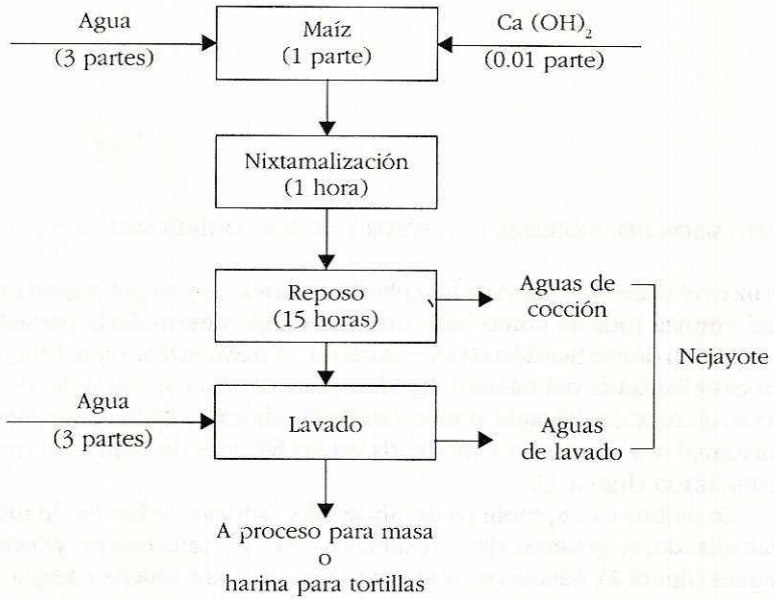 Agua
(3 partes)
Maíz
(1 parte)
Ca (OH)₂
(0.01 parte)
Nixtamalización
(1 hora)
Reposo
(15 horas)
Aguas de
cocción
Nejayote
Agua
(3 partes)
Lavado
Aguas
de lavado
A proceso para masa
o
harina para tortillas